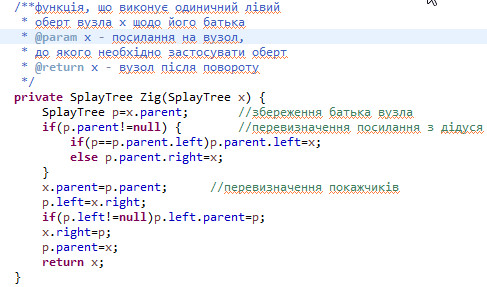 /**функція, що виконує одиничний лівий
* оберт вузла x щодо його батька
* @param x - посилання на вузол,
* до якого необхідно застосувати оберт
* @return x - вузол після повороту
*/
private SplayTree Zig(SplayTree x) {
SplayTree p=x.parent; //збереження батька вузла
if(p.parent!=null) { //перевизначення посилання з дідуся
if(p==p.parent.left)p.parent.left=x;
else p.parent.right=x;
}
x.parent=p.parent; //перевизначення покажчиків
p.left=x.right;
if(p.left!=null)p.left.parent=p;
x.right=p;
p.parent=x;
return x;
}